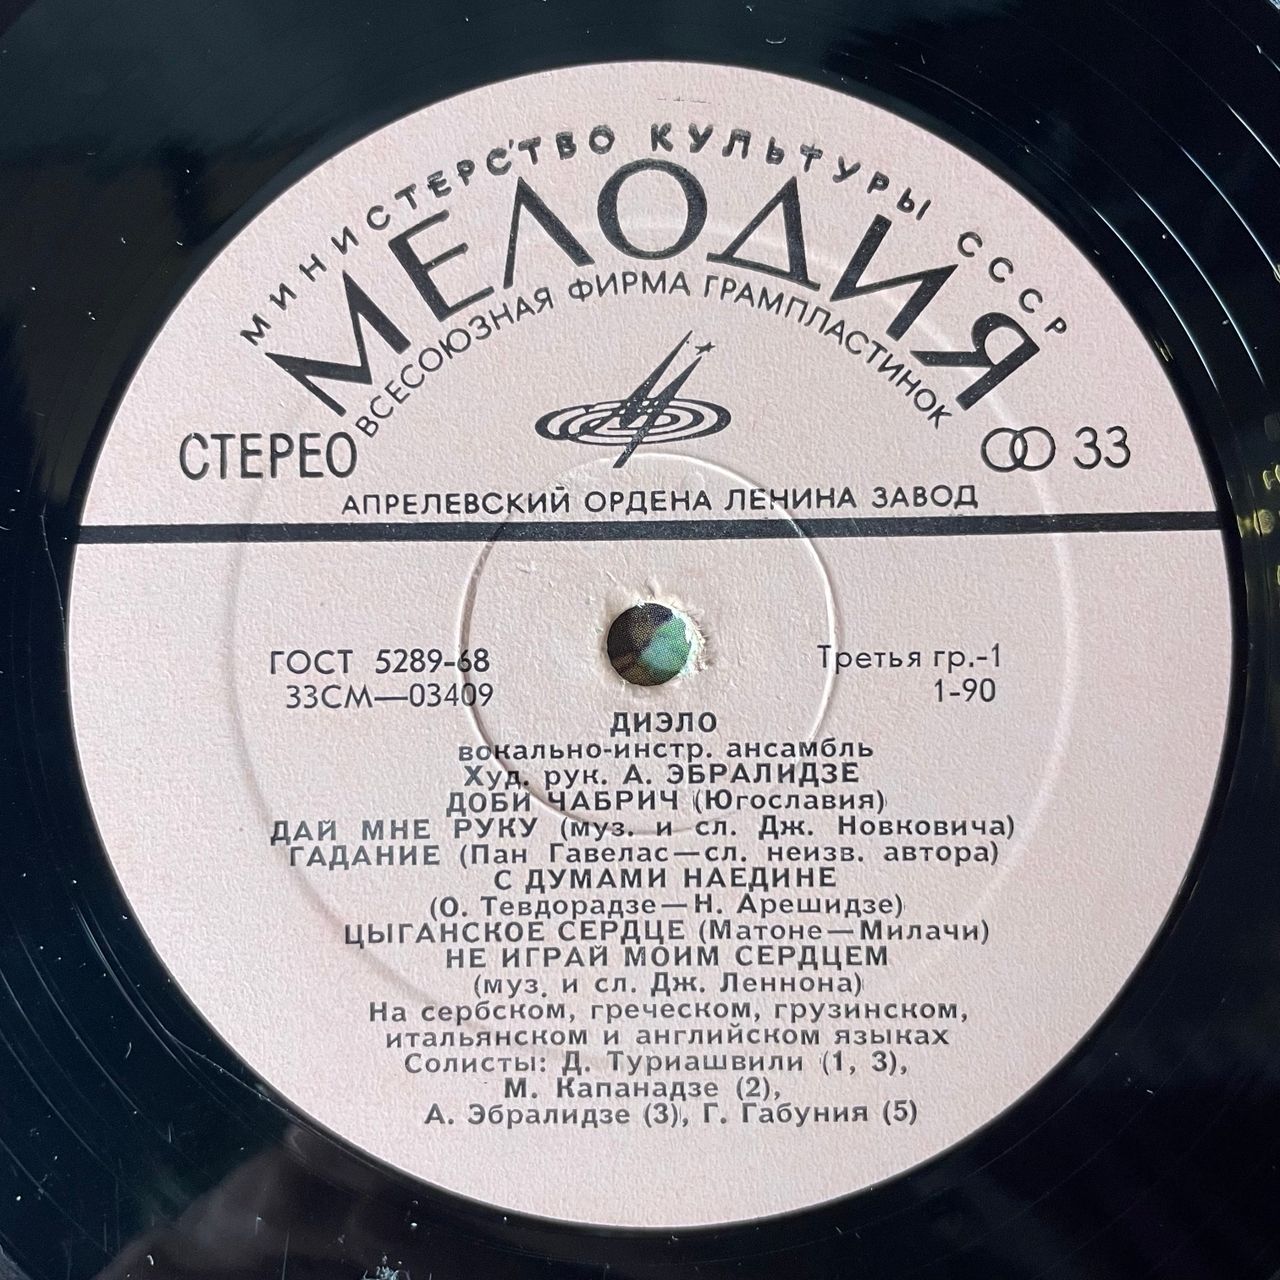 МИНИСТЕРСТВО КУЛЬТУРЫ СССР
МЕЛОДИЯ
ВСЕСОЮЗНАЯ ФИРМА ГРАМПЛАСТИНОК
СТЕРЕО
33
АПРЕЛЕВСКИЙ ОРДЕНА ЛЕНИНА ЗАВОД
ГОСТ 5289-68
33СМ—03409
Третья гр.-1
1-90
ДИЭЛО
вокально-инстр. ансамбль
Худ. рук. А. ЭБРАЛИДЗЕ
ДОБИ ЧАБРИЧ (Югославия)
ДАЙ МНЕ РУКУ (муз. и сл. Дж. Новковича)
ГАДАНИЕ (Пан Гавелас—сл. неизв. автора)
С ДУМАМИ НАЕДИНЕ
(О. Тевдорадзе—Н. Арешидзе)
ЦЫГАНСКОЕ СЕРДЦЕ (Матоне—Милачи)
НЕ ИГРАЙ МОИМ СЕРДЦЕМ
(муз. и сл. Дж. Леннона)
На сербском, греческом, грузинском,
итальянском и английском языках
Солисты: Д. Туриашвили (1, 3),
М. Капанадзе (2),
А. Эбралидзе (3), Г. Габуния (5)